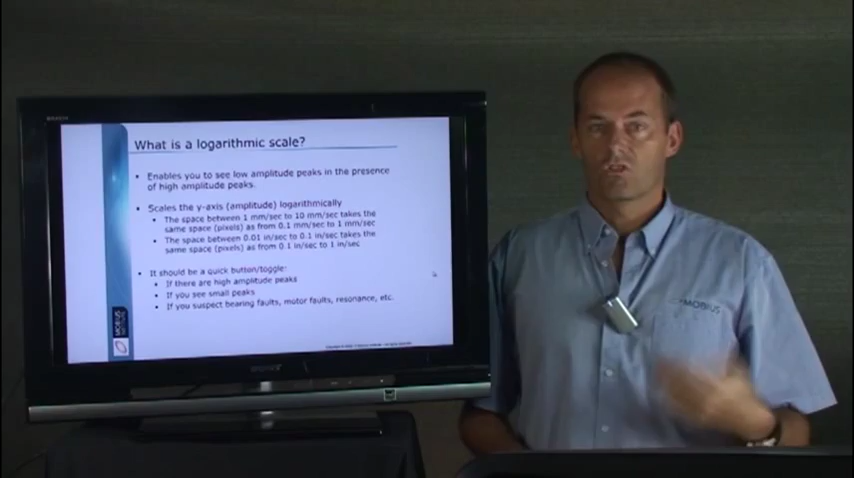 What is a logarithmic scale?
• Enables you to see low amplitude peaks in the presence
of high amplitude peaks.
• Scales the y-axis (amplitude) logarithmically
• The space between 1 mm/sec to 10 mm/sec takes the
same space (pixels) as from 0.1 mm/sec to 1 mm/sec
• The space between 0.01 in/sec to 0.1 in/sec takes the
same space (pixels) as from 0.1 in/sec to 1 in/sec
• It should be a quick button/toggle:
• If there are high amplitude peaks
• If you see small peaks
• If you suspect bearing faults, motor faults, resonance, etc.
MOBIUS
INSTITUTE
MOBIUS